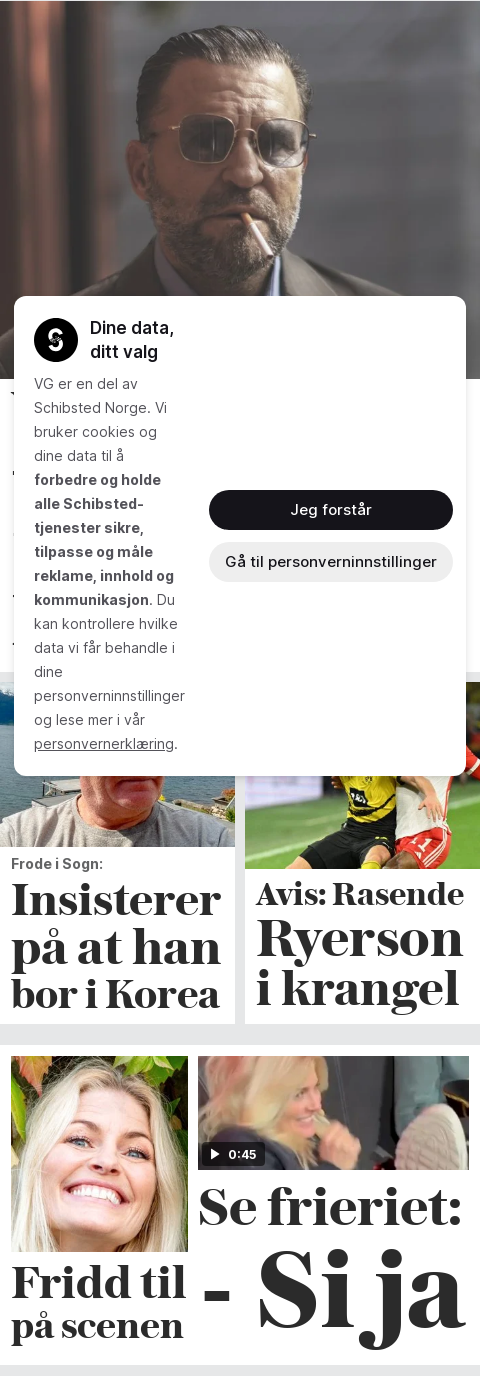 Dine data,
ditt valg
VG er en del av
Schibsted Norge. Vi
bruker cookies og
dine data til å
forbedre og holde
alle Schibsted-
tjenester sikre,
tilpasse og måle
reklame, innhold og
kommunikasjon. Du
kan kontrollere hvilke
data vi får behandle i
dine
personverninnstillinger
og lese mer i vår
personvernerklæring.
Jeg forstår
Gå til personverninnstillinger
Frode i Sogn:
Insisterer
på at han
bor i Korea
Avis: Rasende
Ryerson
i krangel
0:45
Fridd til
på scenen
Se frieriet:
- Si ja